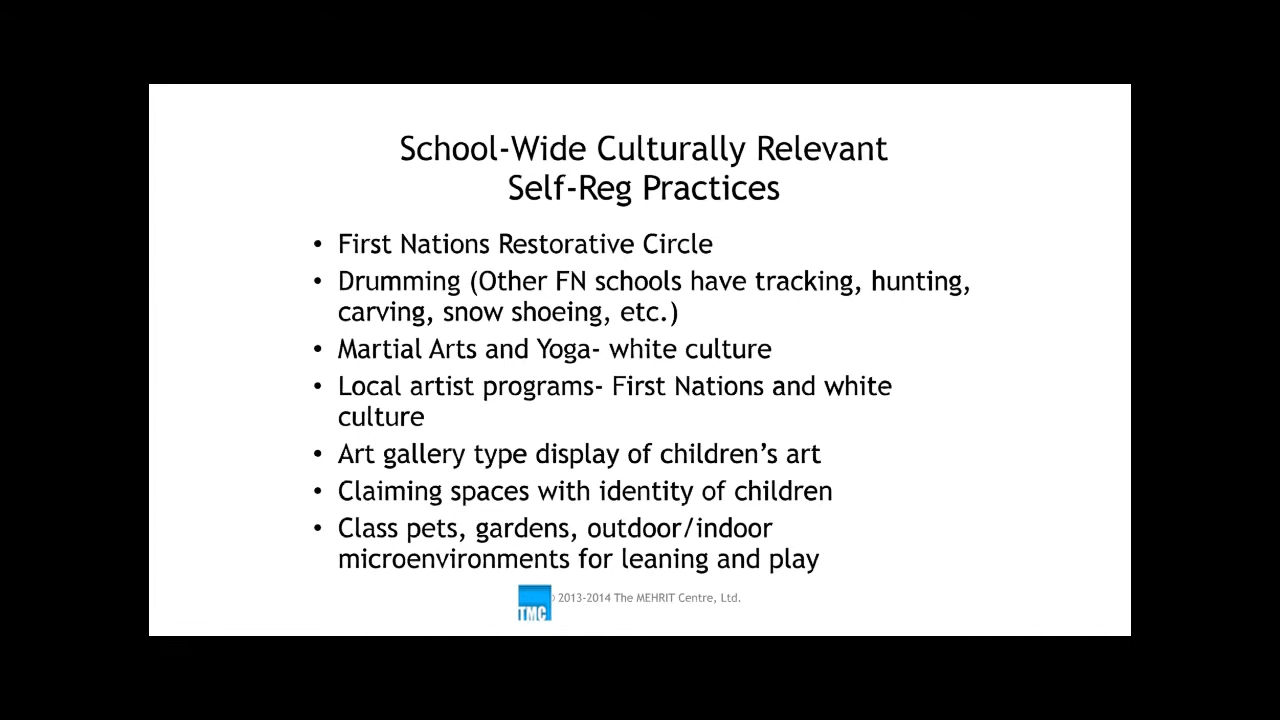 School-Wide Culturally Relevant
Self-Reg Practices
• First Nations Restorative Circle
• Drumming (Other FN schools have tracking, hunting,
carving, snow shoeing, etc.)
• Martial Arts and Yoga- white culture
• Local artist programs- First Nations and white
culture
• Art gallery type display of children’s art
• Claiming spaces with identity of children
• Class pets, gardens, outdoor/indoor
microenvironments for leaning and play
© 2013-2014 The MEHRIT Centre, Ltd.
TMC